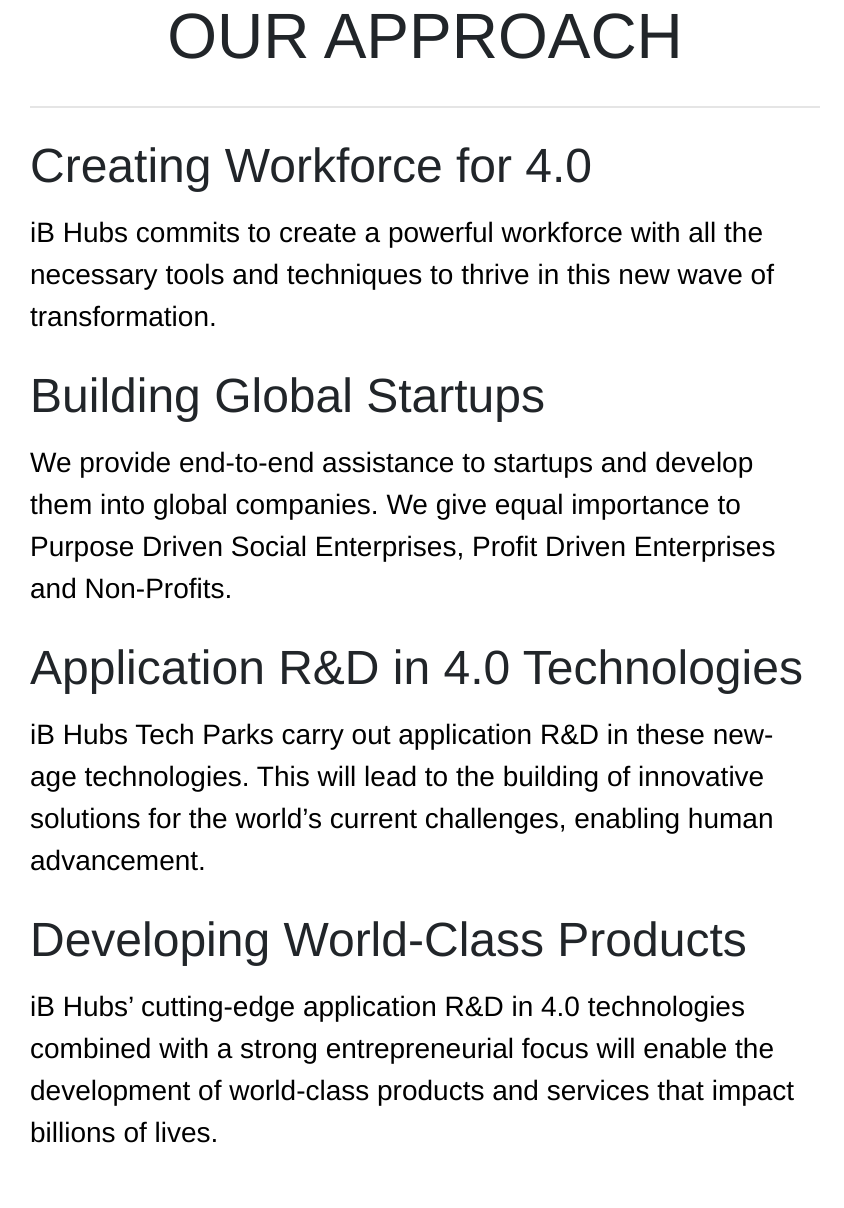 OUR APPROACH
Creating Workforce for 4.0
iB Hubs commits to create a powerful workforce with all the
necessary tools and techniques to thrive in this new wave of
transformation.
Building Global Startups
We provide end-to-end assistance to startups and develop
them into global companies. We give equal importance to
Purpose Driven Social Enterprises, Profit Driven Enterprises
and Non-Profits.
Application R&D in 4.0 Technologies
iB Hubs Tech Parks carry out application R&D in these new-
age technologies. This will lead to the building of innovative
solutions for the world’s current challenges, enabling human
advancement.
Developing World-Class Products
iB Hubs’ cutting-edge application R&D in 4.0 technologies
combined with a strong entrepreneurial focus will enable the
development of world-class products and services that impact
billions of lives.